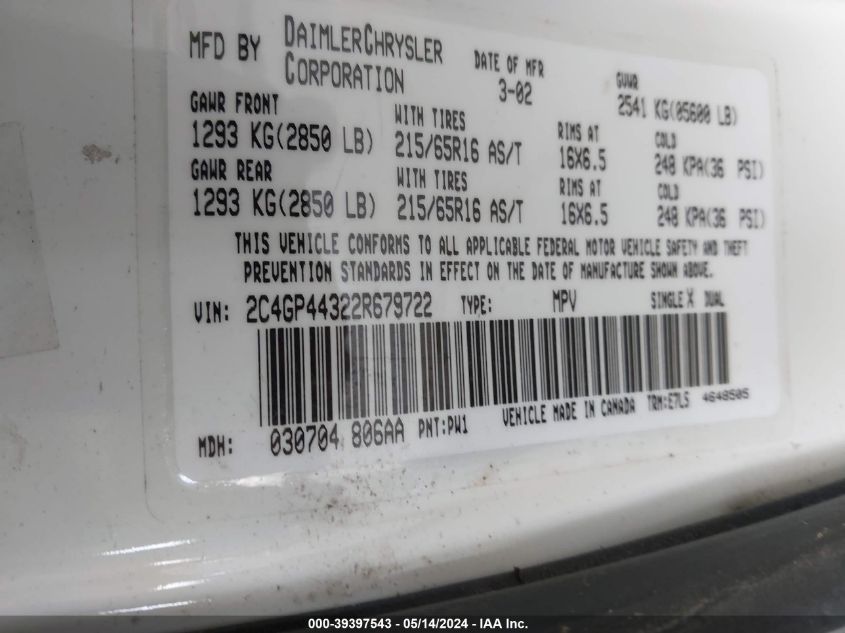 MFD BY DAIMLERCHRYSLER CORPORATION DATE OF MFR 3-02 GVWR 2541 KG(05600 LB)
GAWR FRONT WITH TIRES RIMS AT COLD
1293 KG(2850 LB) 215/65R16 AS/T 16X6.5 248 KPA(36 PSI)
GAWR REAR WITH TIRES RIMS AT COLD
1293 KG(2850 LB) 215/65R16 AS/T 16X6.5 248 KPA(36 PSI)
THIS VEHICLE CONFORMS TO ALL APPLICABLE FEDERAL MOTOR VEHICLE SAFETY AND THEFT
PREVENTION STANDARDS IN EFFECT ON THE DATE OF MANUFACTURE SHOWN ABOVE.
VIN: 2C4GP44322R679722 TYPE: MPV SINGLE X DUAL
MDH: 030704 806AA PNT:PW1 VEHICLE MADE IN CANADA TRM:E7L5 4648505
000-39397543 / 05/14/2024 - IAA Inc.